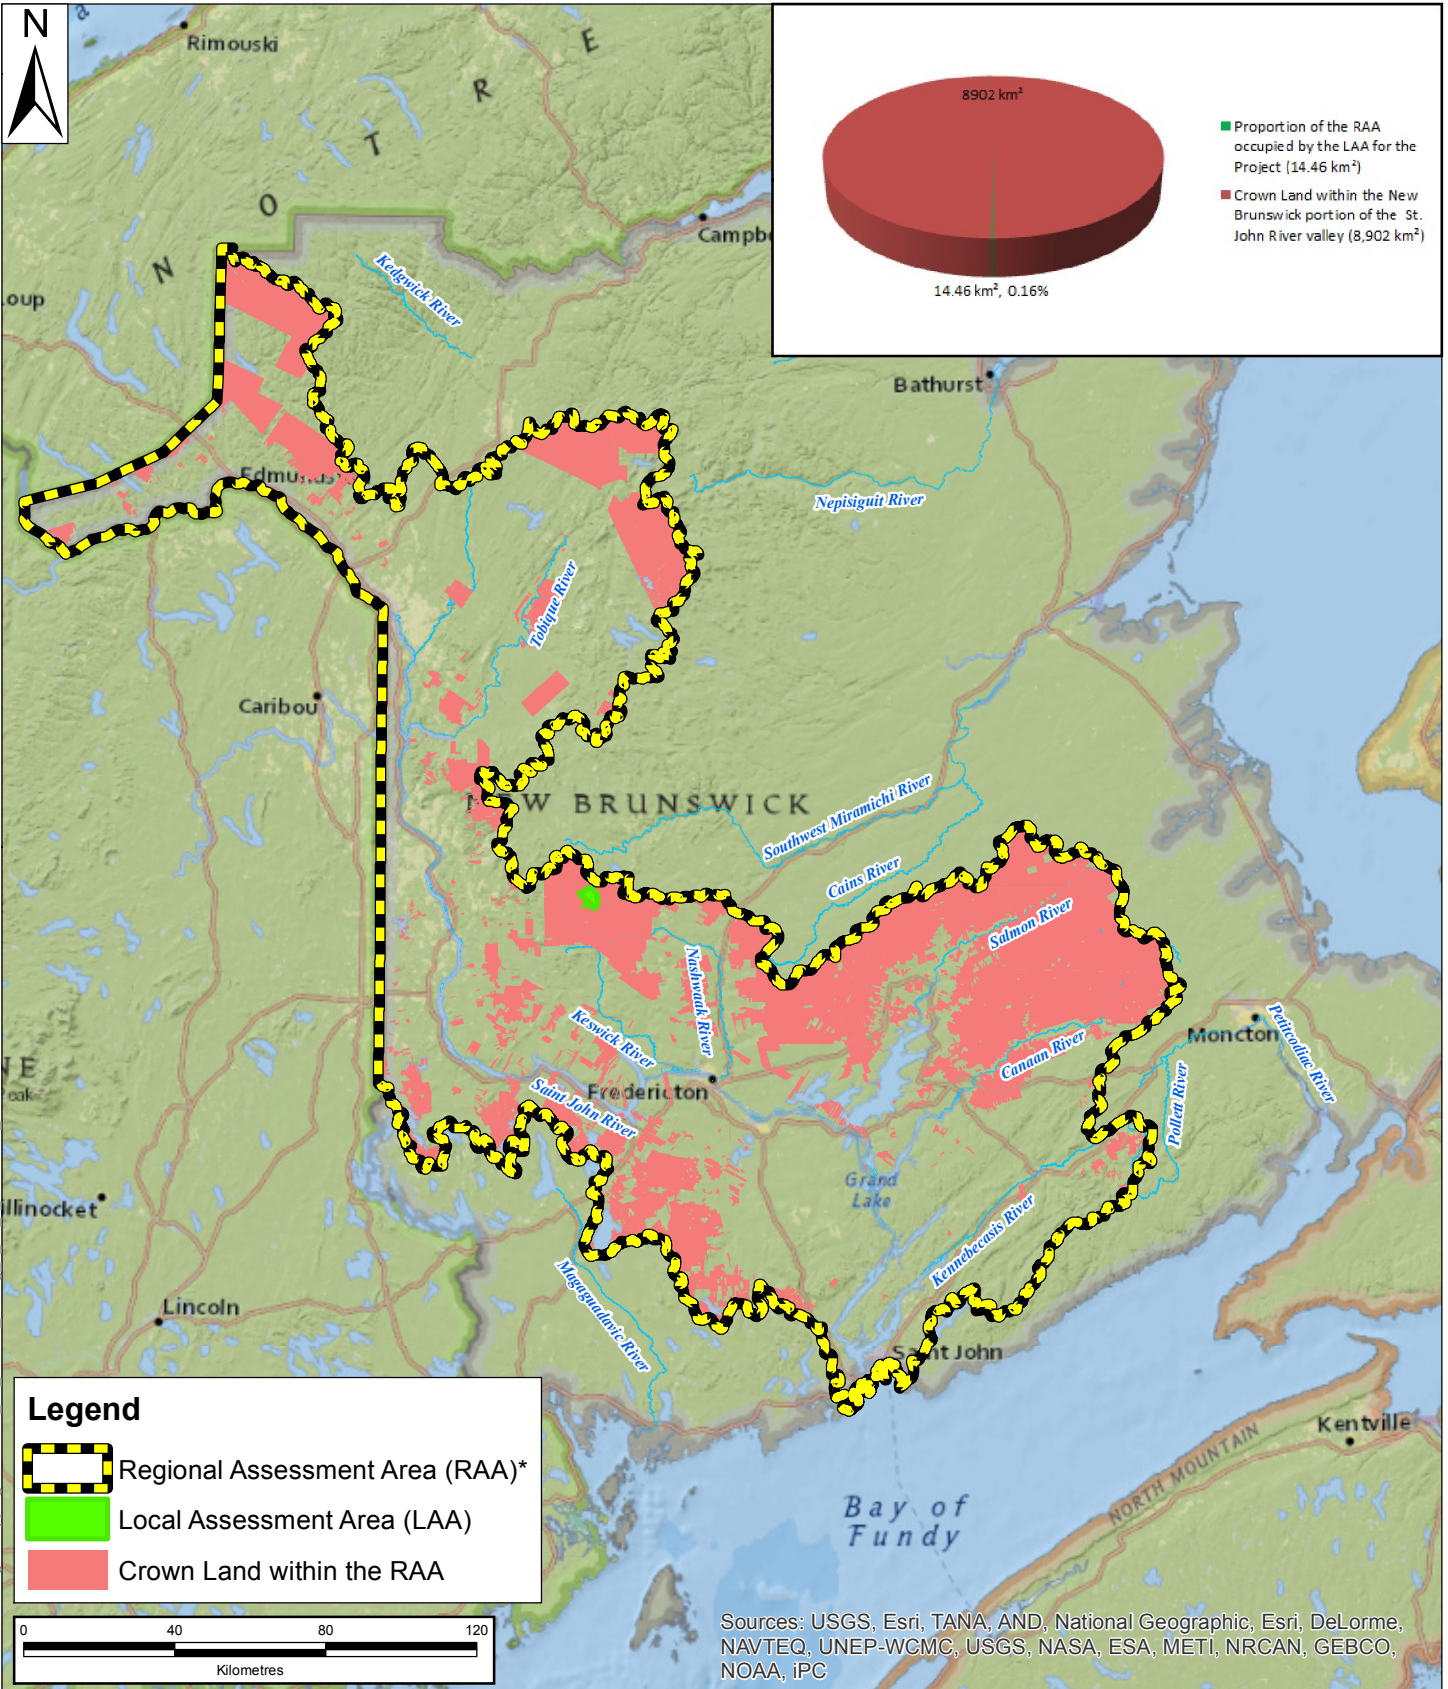 N
Rimouski
N
O
T
R
E
Campb
oup
Kedgwick River
8902 km²
14.46 km², 0.16%
Proportion of the RAA
occupied by the LAA for the
Project (14.46 km²)
Crown Land within the New
Brunswick portion of the St.
John River valley (8,902 km²)
Bathurst
Nepisiguit River
Edmunds
Tobique River
Caribou
NEW BRUNSWICK
Southwest Miramichi River
Cains River
Salmon River
Nashwaak River
Keswick River
Canaan River
Moncton
Petitcodiac River
Pollett River
NE
eak
Fredericton
Saint John River
Grand
Lake
Kennebecasis River
Magaguadavic River
illinocket
Lincoln
Saint John
Kentville
NORTH MOUNTAIN
Bay of
Fundy
Legend
Regional Assessment Area (RAA)*
Local Assessment Area (LAA)
Crown Land within the RAA
0 40 80 120
Kilometres
Sources: USGS, Esri, TANA, AND, National Geographic, Esri, DeLorme,
NAVTEQ, UNEP-WCMC, USGS, NASA, ESA, METI, NRCAN, GEBCO,
NOAA, iPC